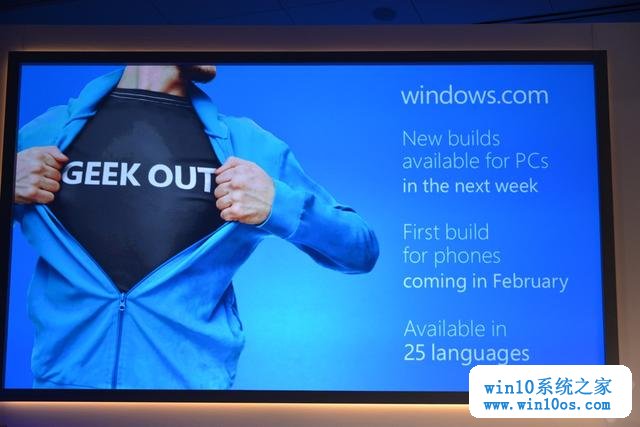 GEEK OUT
windows.com
New builds
available for PCs
in the next week
First build
for phones
coming in February
Available in
25 languages
win10系统之家
www.win10os.com